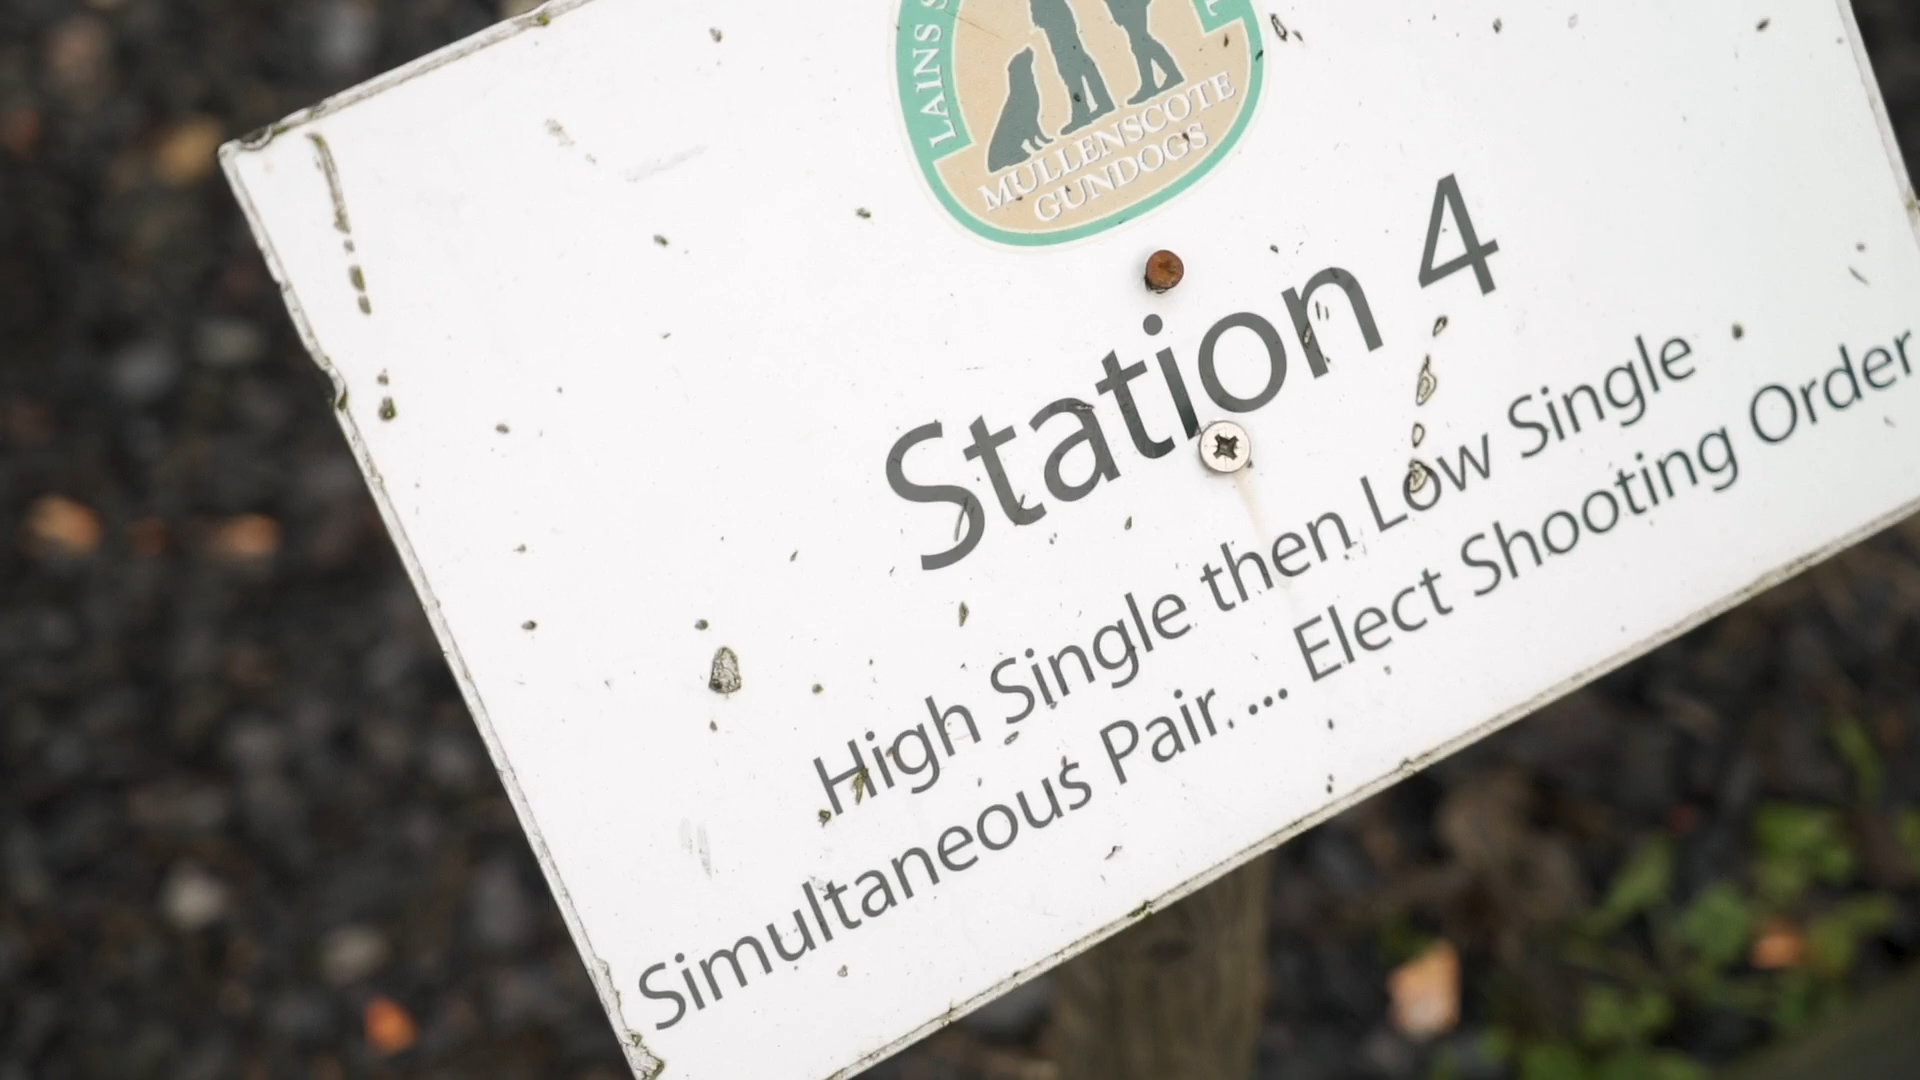 LAINS
MULLENSCOTE
GUNDOGS
Station 4
High Single then Low Single
Simultaneous Pair.... Elect Shooting Order